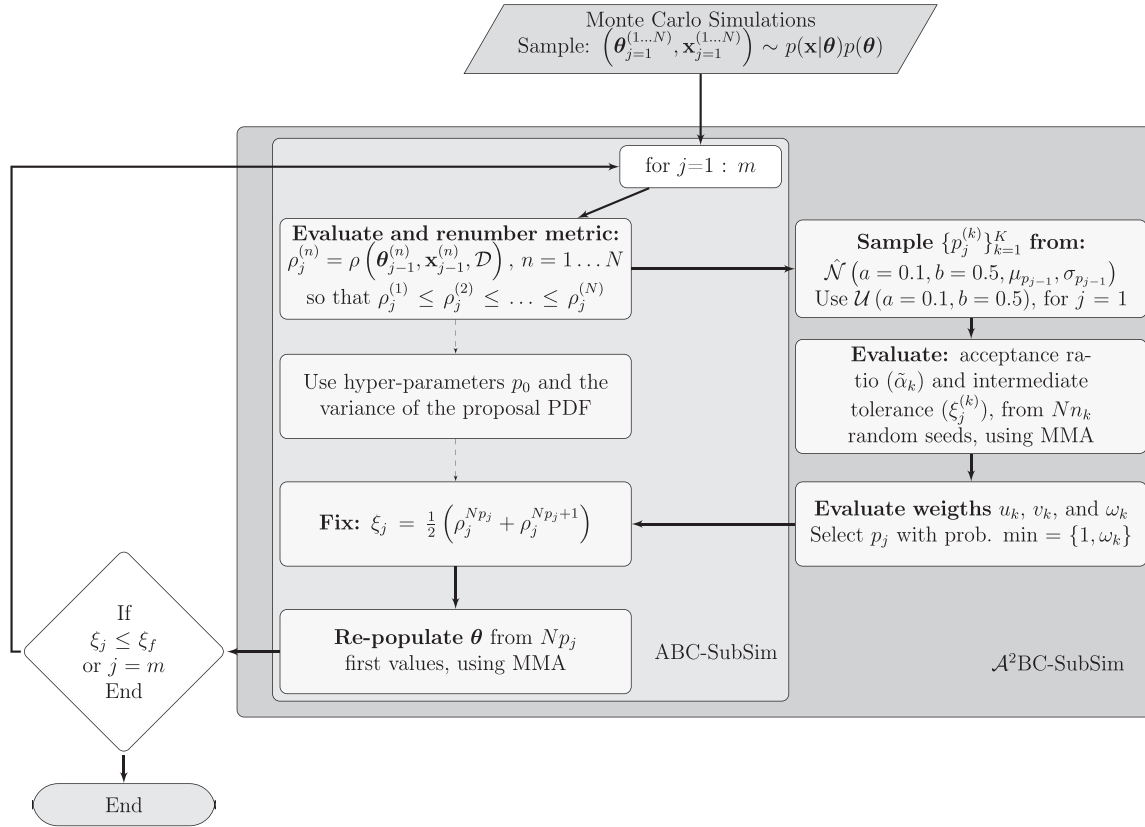 Monte Carlo Simulations
Sample: (θ_{j=1}^{(1...N)}, x_{j=1}^{(1...N)}) ∼ p(x|θ)p(θ)
for j=1 : m
Evaluate and renumber metric:
ρ_j^{(n)} = ρ(θ_{j-1}^{(n)}, x_{j-1}^{(n)}, 𝒟), n = 1 … N
so that ρ_j^{(1)} ≤ ρ_j^{(2)} ≤ … ≤ ρ_j^{(N)}
Use hyper-parameters p_0 and the
variance of the proposal PDF
Fix: ξ_j = 1/2 (ρ_j^{Np_j} + ρ_j^{Np_j+1})
Re-populate θ from Np_j
first values, using MMA
ABC-SubSim
Sample {p_j^{(k)}}_{k=1}^K from:
𝒩̂(a = 0.1, b = 0.5, μ_{p_{j-1}}, σ_{p_{j-1}})
Use 𝒰(a = 0.1, b = 0.5), for j = 1
Evaluate: acceptance ra-
tio (α̃_k) and intermediate
tolerance (ξ_j^{(k)}), from Nn_k
random seeds, using MMA
Evaluate weigths u_k, v_k, and ω_k
Select p_j with prob. min = {1, ω_k}
𝒜²BC-SubSim
If
ξ_j ≤ ξ_f
or j = m
End
End